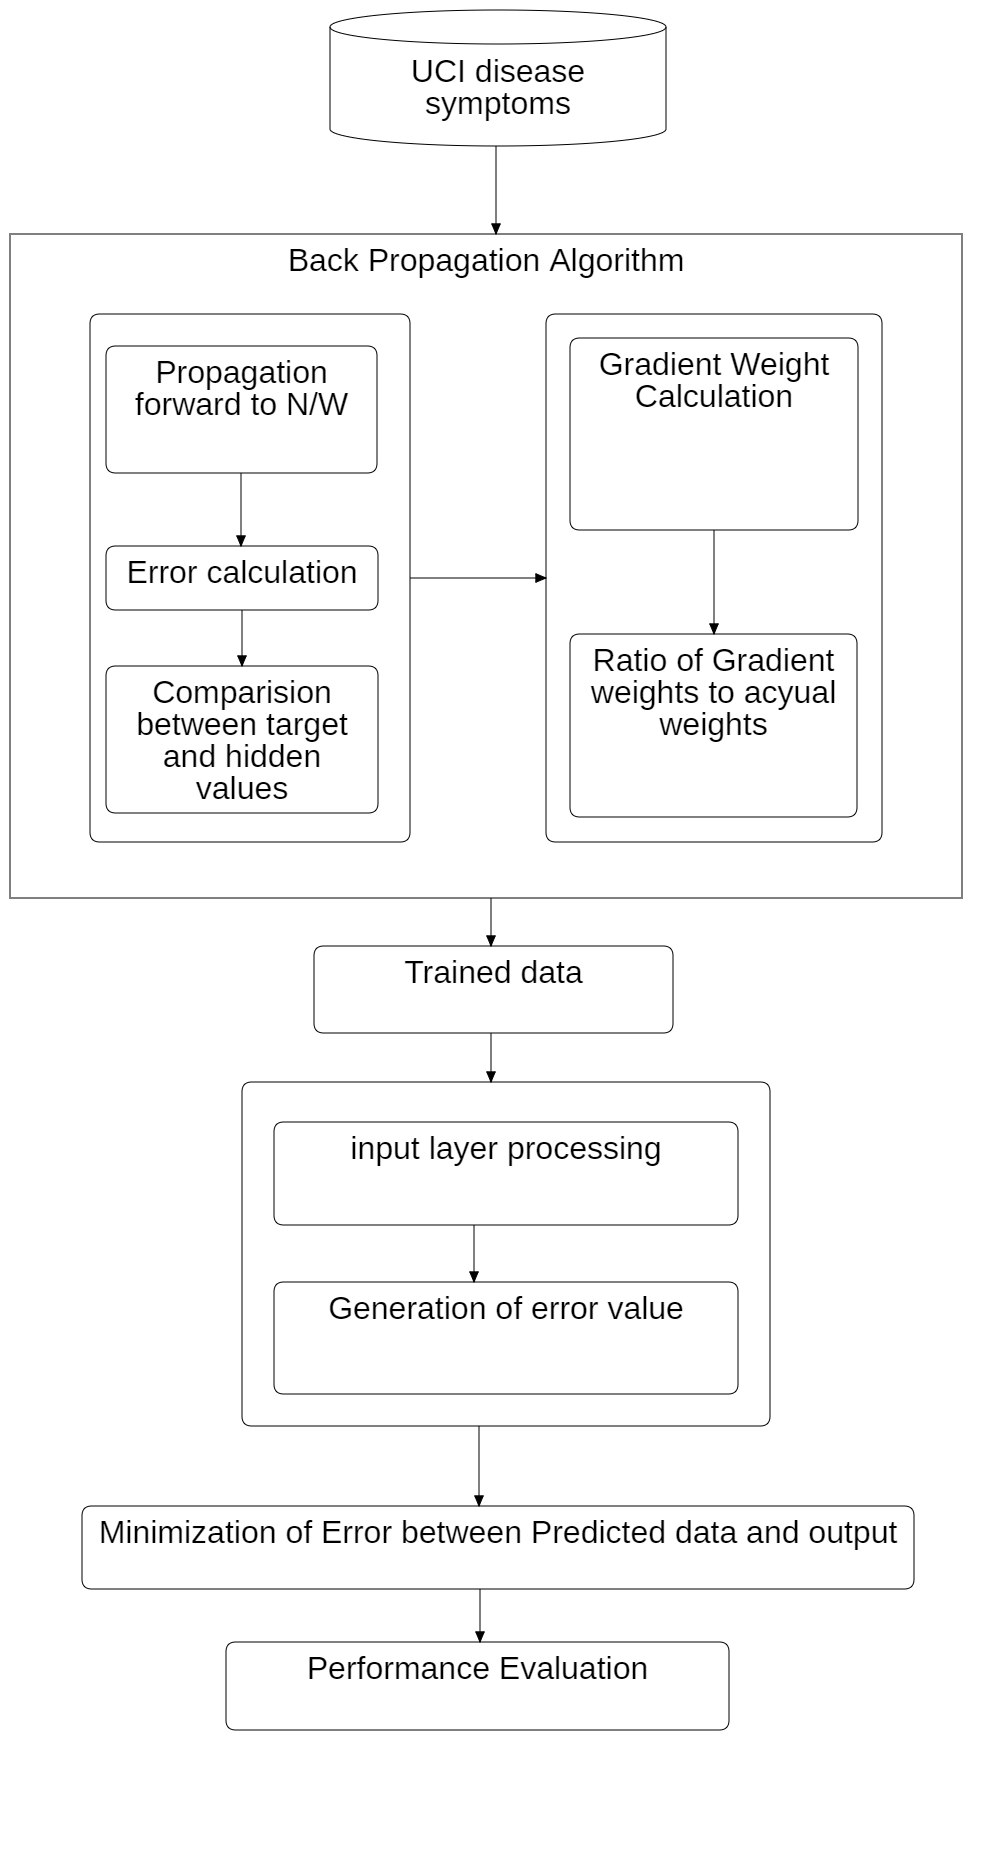 UCI disease
symptoms
Back Propagation Algorithm
Propagation
forward to N/W
Error calculation
Comparision
between target
and hidden
values
Gradient Weight
Calculation
Ratio of Gradient
weights to acyual
weights
Trained data
input layer processing
Generation of error value
Minimization of Error between Predicted data and output
Performance Evaluation